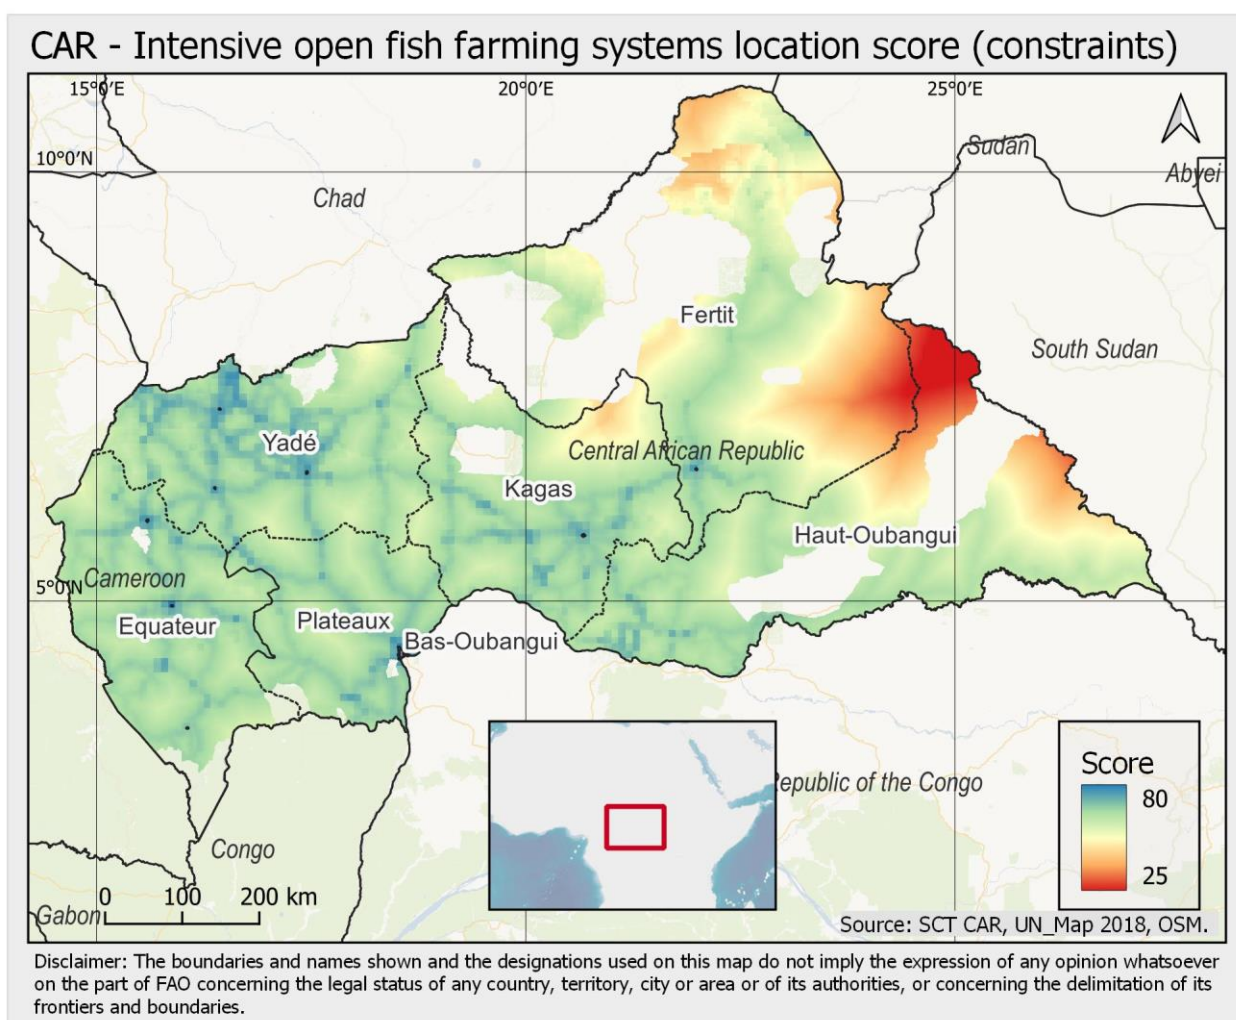 CAR - Intensive open fish farming systems location score (constraints)
15°0'E
20°0'E
25°0'E
10°0'N
Sudan
Abyei
Chad
Fertit
South Sudan
Yadé
Central African Republic
Kagas
Haut-Oubangui
5°0'N
Cameroon
Equateur
Plateaux
Bas-Oubangui
Score
80
25
Republic of the Congo
Congo
0 100 200 km
Gabon
Source: SCT CAR, UN_Map 2018, OSM.
Disclaimer: The boundaries and names shown and the designations used on this map do not imply the expression of any opinion whatsoever
on the part of FAO concerning the legal status of any country, territory, city or area or of its authorities, or concerning the delimitation of its
frontiers and boundaries.